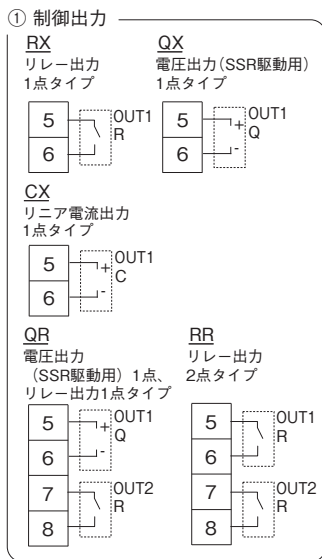 ① 制御出力
RX
リレー出力
1点タイプ
5
6
OUT1
R
QX
電圧出力(SSR駆動用)
1点タイプ
5
6
+
-
OUT1
Q
CX
リニア電流出力
1点タイプ
5
6
+
-
OUT1
C
QR
電圧出力
(SSR駆動用)1点、
リレー出力1点タイプ
5
6
7
8
+
-
OUT1
Q
OUT2
R
RR
リレー出力
2点タイプ
5
6
7
8
OUT1
R
OUT2
R